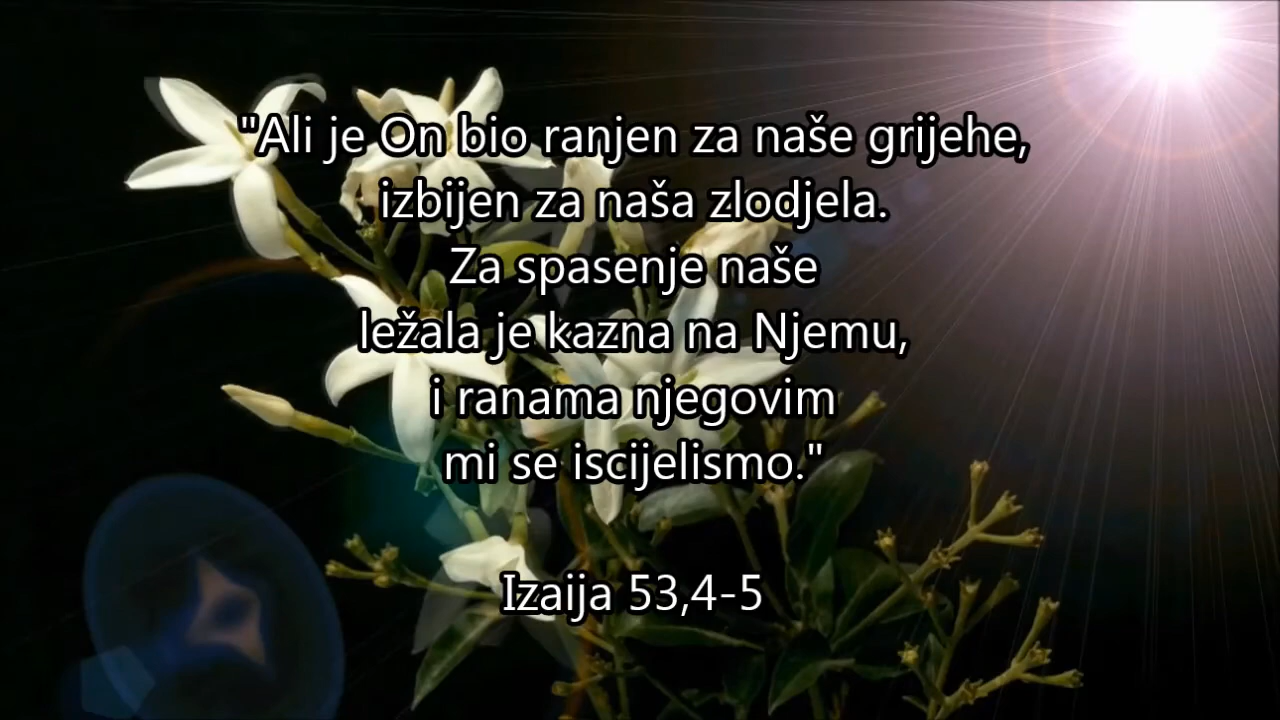 "Ali je On bio ranjen za naše grijehe,
izbijen za naša zlodjela.
Za spasenje naše
ležala je kazna na Njemu,
i ranama njegovim
mi se iscijelismo."
Izaija 53,4-5